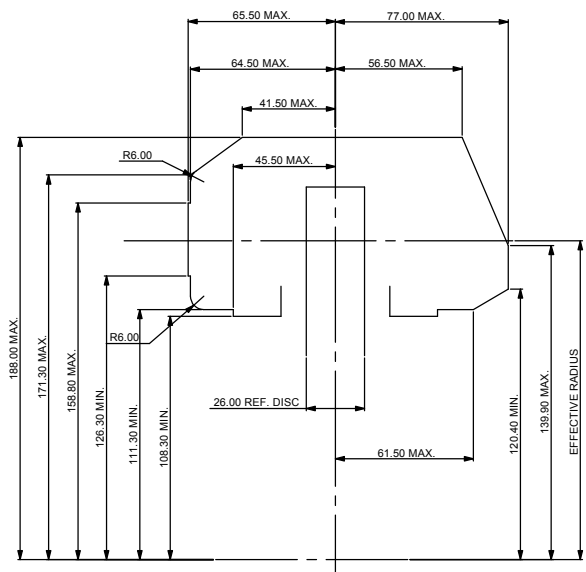 65.50 MAX.
77.00 MAX.
64.50 MAX.
56.50 MAX.
41.50 MAX.
R6.00
45.50 MAX.
R6.00
188.00 MAX.
171.30 MAX.
158.80 MAX.
126.30 MIN.
111.30 MIN.
108.30 MIN.
26.00 REF. DISC
61.50 MAX.
120.40 MIN.
139.90 MAX.
EFFECTIVE RADIUS